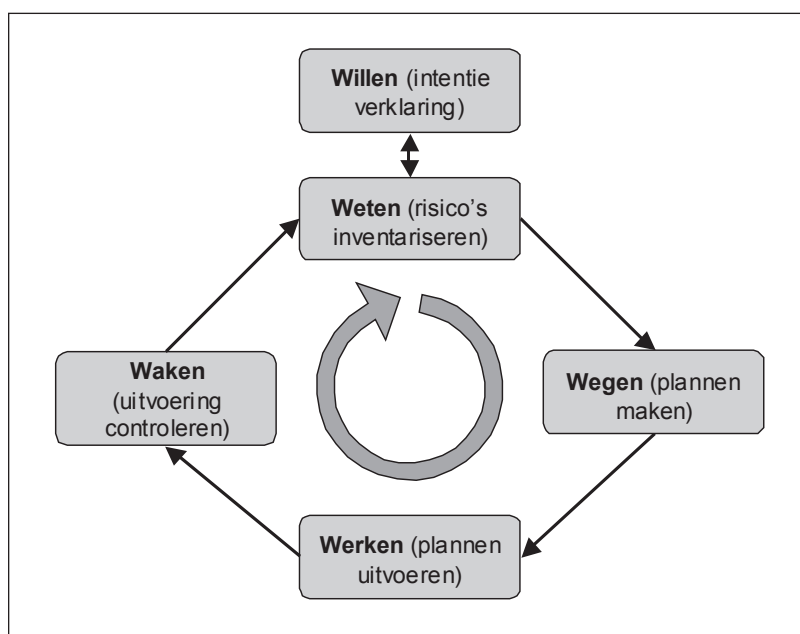 Willen (intentie
verklaring)
Weten (risico's
inventariseren)
Waken
(uitvoering
controleren)
Wegen (plannen
maken)
Werken (plannen
uitvoeren)